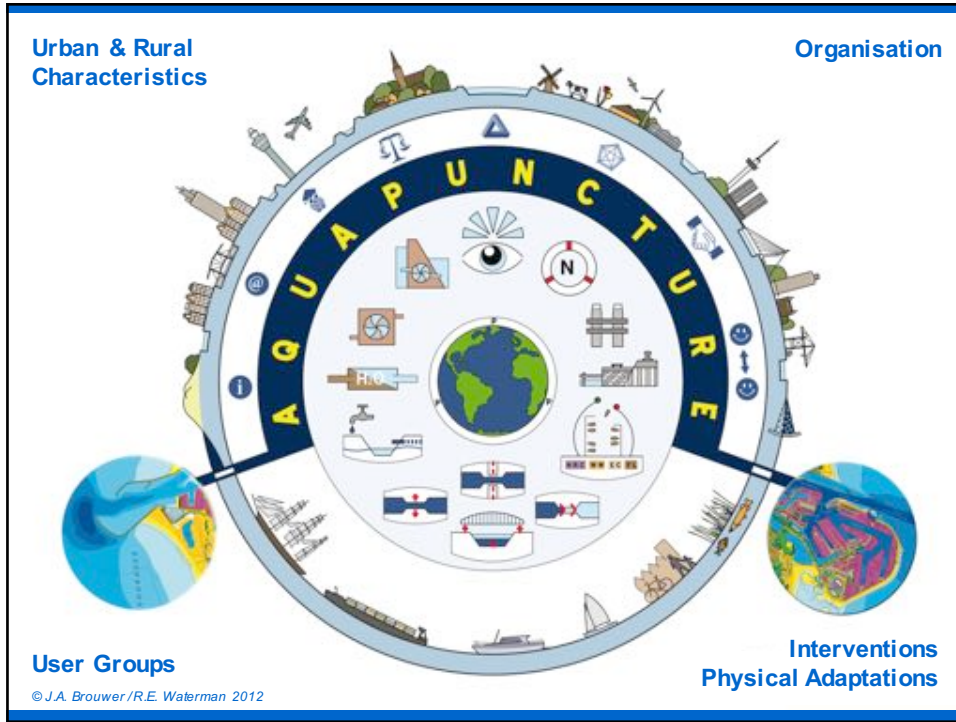 Urban & Rural
Characteristics
Organisation
AQUAPUNCTURE
@
i
N
H₂O
P
P
P
User Groups
Interventions
Physical Adaptations
© J.A. Brouwer / R.E. Waterman 2012